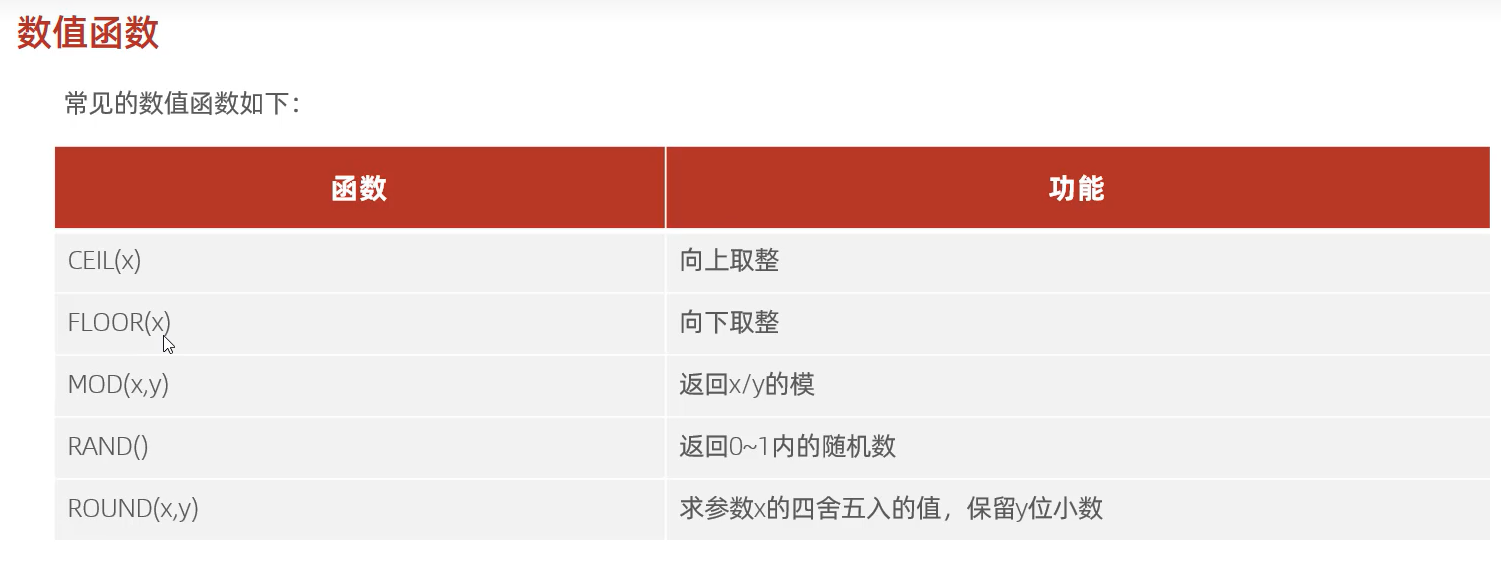 数值函数
常见的数值函数如下：
函数 功能
CEIL(x) 向上取整
FLOOR(x) 向下取整
MOD(x,y) 返回x/y的模
RAND() 返回0~1内的随机数
ROUND(x,y) 求参数x的四舍五入的值，保留y位小数